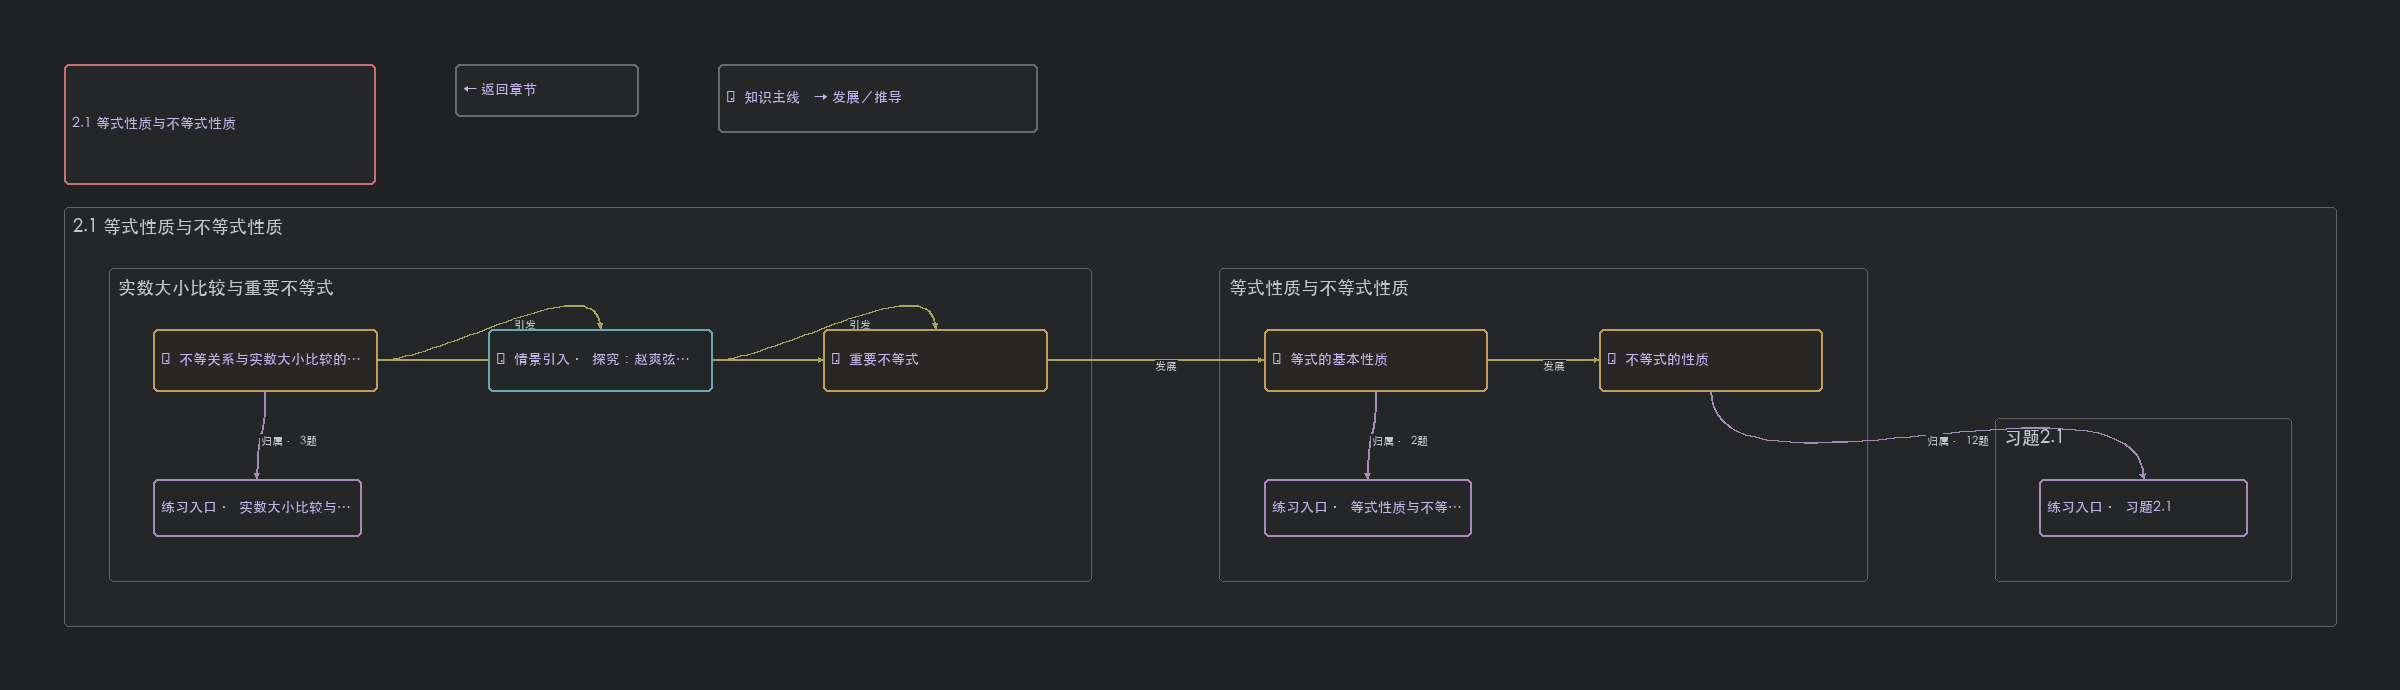 2.1 等式性质与不等式性质
← 返回章节
知识主线 → 发展／推导
2.1 等式性质与不等式性质
实数大小比较与重要不等式
引发
引发
不等关系与实数大小比较的…
情景引入 · 探究：赵爽弦…
重要不等式
发展
归属 · 3题
练习入口 · 实数大小比较与…
等式性质与不等式性质
等式的基本性质
发展
不等式的性质
归属 · 2题
练习入口 · 等式性质与不等…
归属 · 12题
习题2.1
练习入口 · 习题2.1